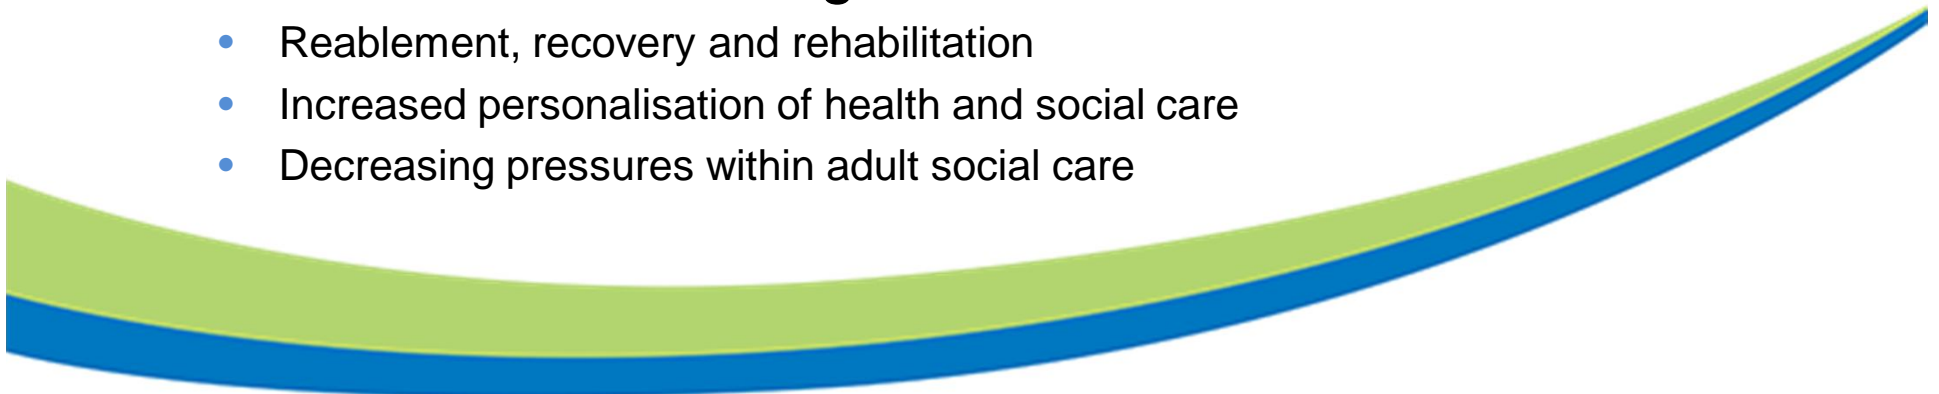 • Reablement, recovery and rehabilitation
• Increased personalisation of health and social care
• Decreasing pressures within adult social care